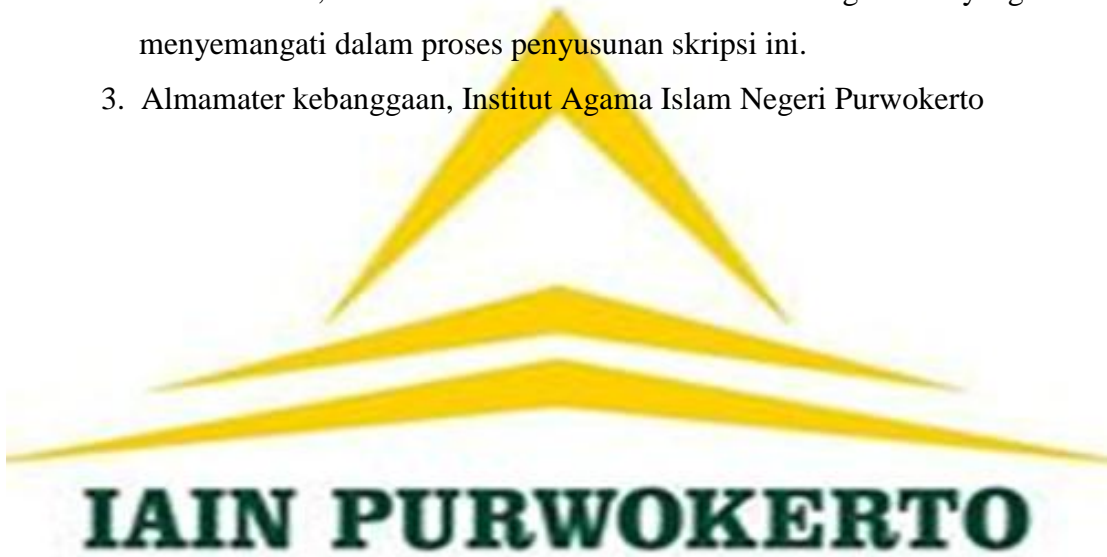 menyemangati dalam proses penyusunan skripsi ini.
3. Almamater kebanggaan, Institut Agama Islam Negeri Purwokerto
IAIN PURWOKERTO